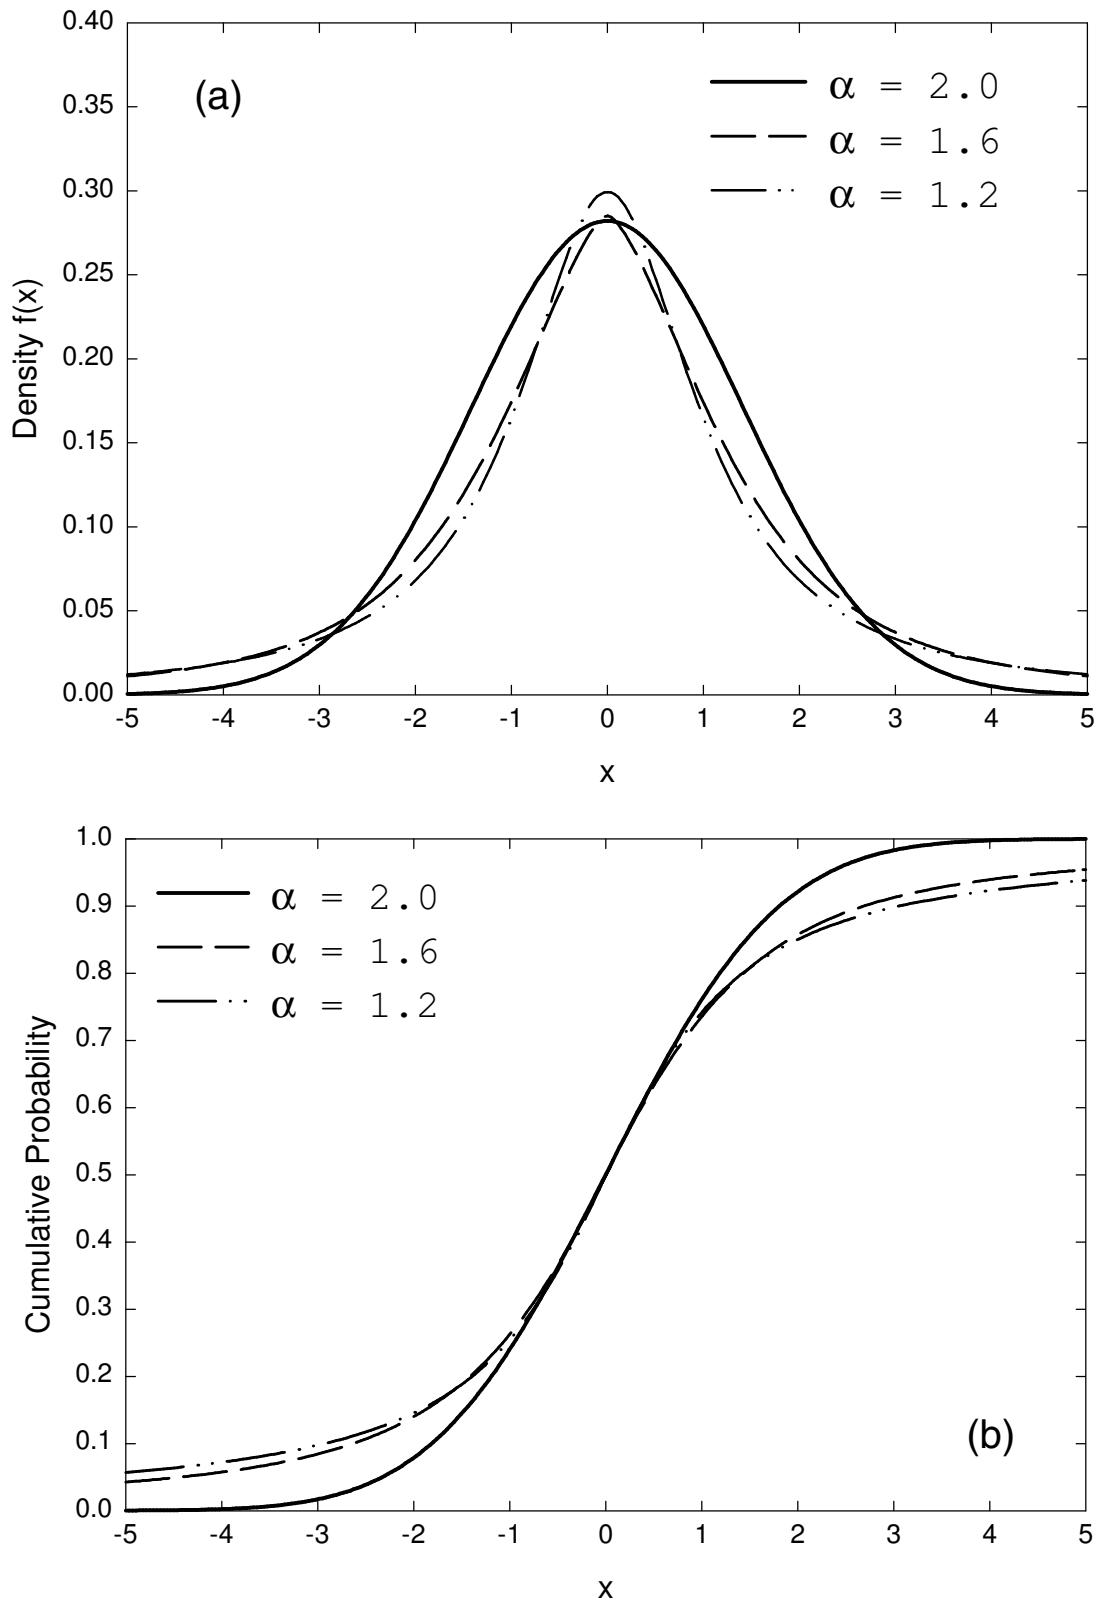 0.40
(a)
α = 2.0
0.35
α = 1.6
0.30
α = 1.2
0.25
Density f(x)
0.20
0.15
0.10
0.05
0.00
-5 -4 -3 -2 -1 0 1 2 3 4 5
x
1.0
α = 2.0
0.9
α = 1.6
0.8
α = 1.2
0.7
Cumulative Probability
0.6
0.5
0.4
0.3
0.2
(b)
0.1
0.0
-5 -4 -3 -2 -1 0 1 2 3 4 5
x